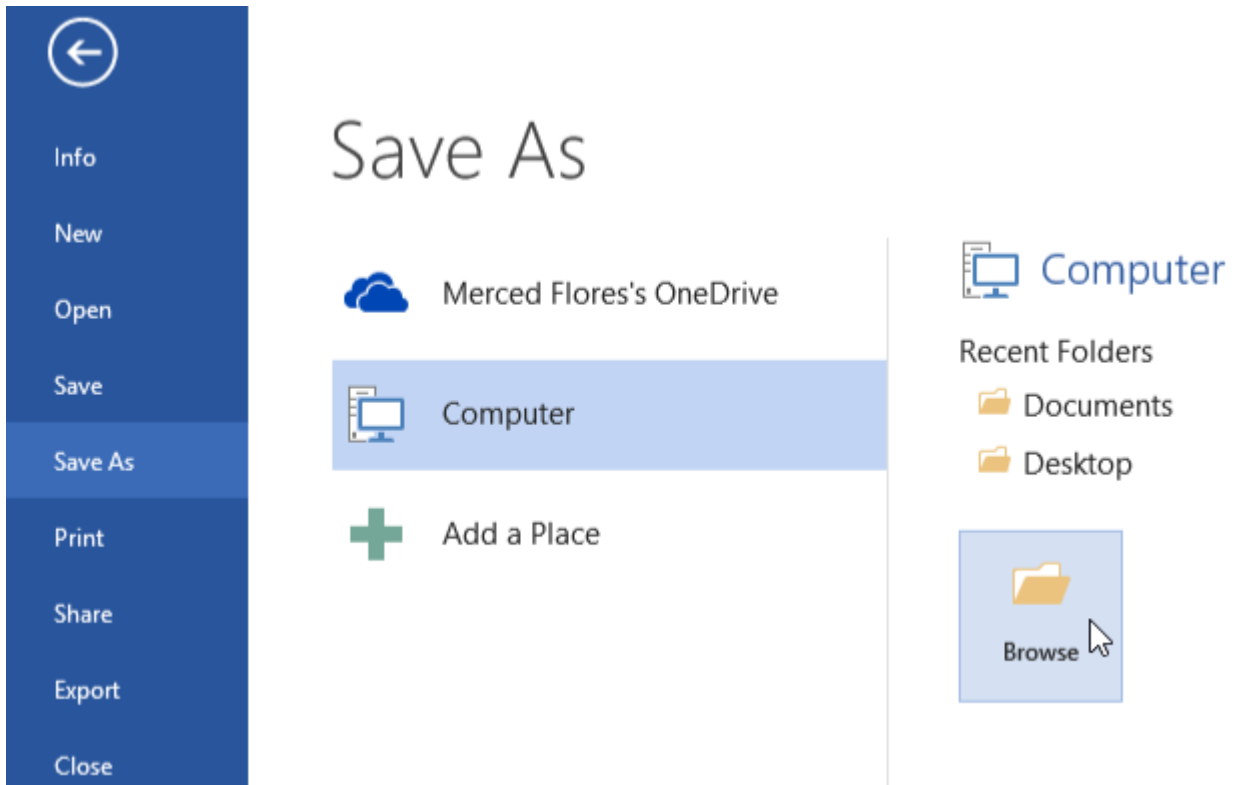 Info
New
Open
Save
Save As
Print
Share
Export
Close
Save As
Merced Flores's OneDrive
Computer
Add a Place
Computer
Recent Folders
Documents
Desktop
Browse